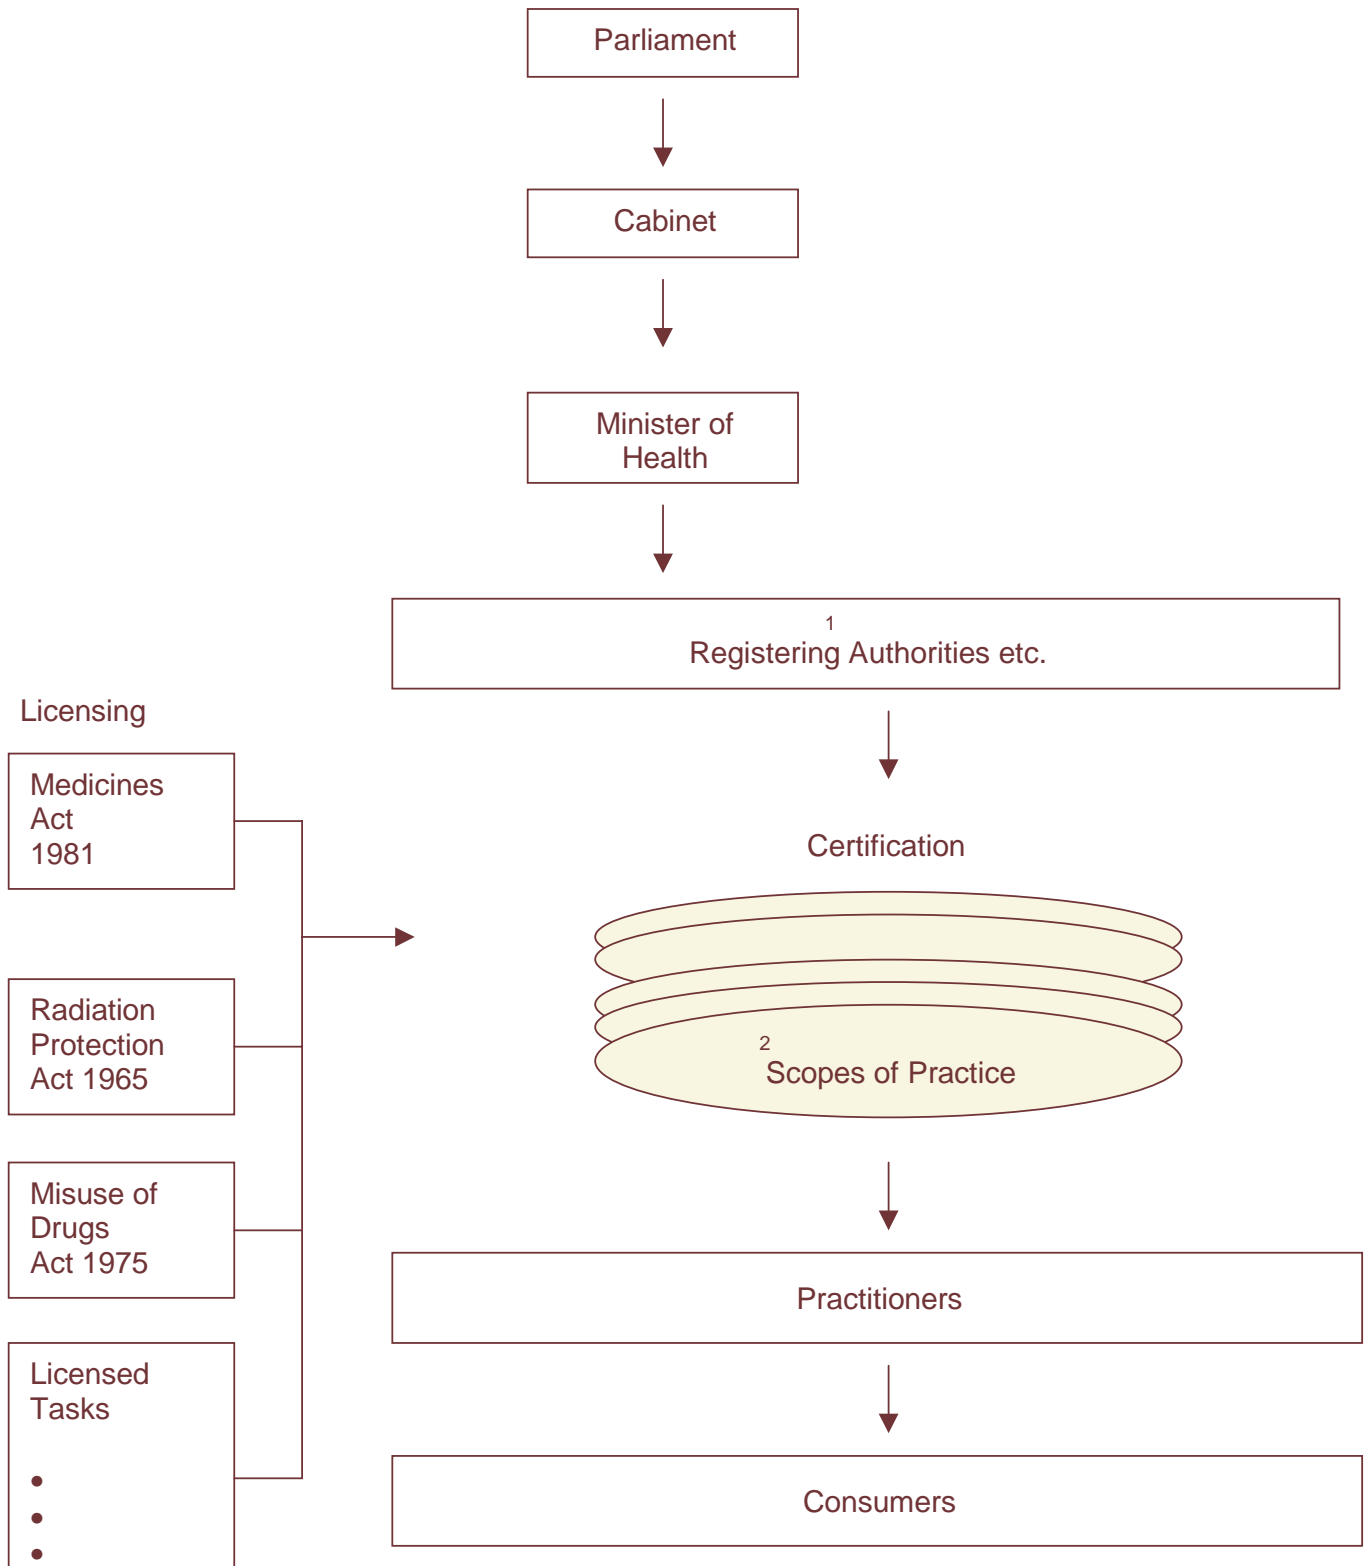 Parliament
Cabinet
Minister of
Health
1
Registering Authorities etc.
Licensing
Medicines
Act
1981
Certification
Radiation
Protection
Act 1965
2
Scopes of Practice
Misuse of
Drugs
Act 1975
Practitioners
Licensed
Tasks
•
•
•
Consumers